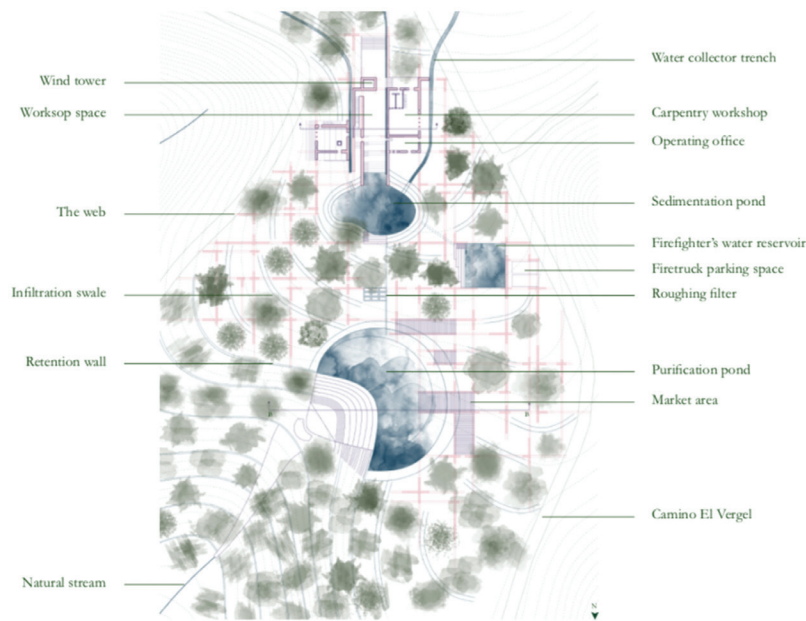 Wind tower
Worksop space
The web
Infiltration swale
Retention wall
Natural stream
Water collector trench
Carpentry workshop
Operating office
Sedimentation pond
Firefighter's water reservoir
Firetruck parking space
Roughing filter
Purification pond
Market area
Camino El Vergel
N